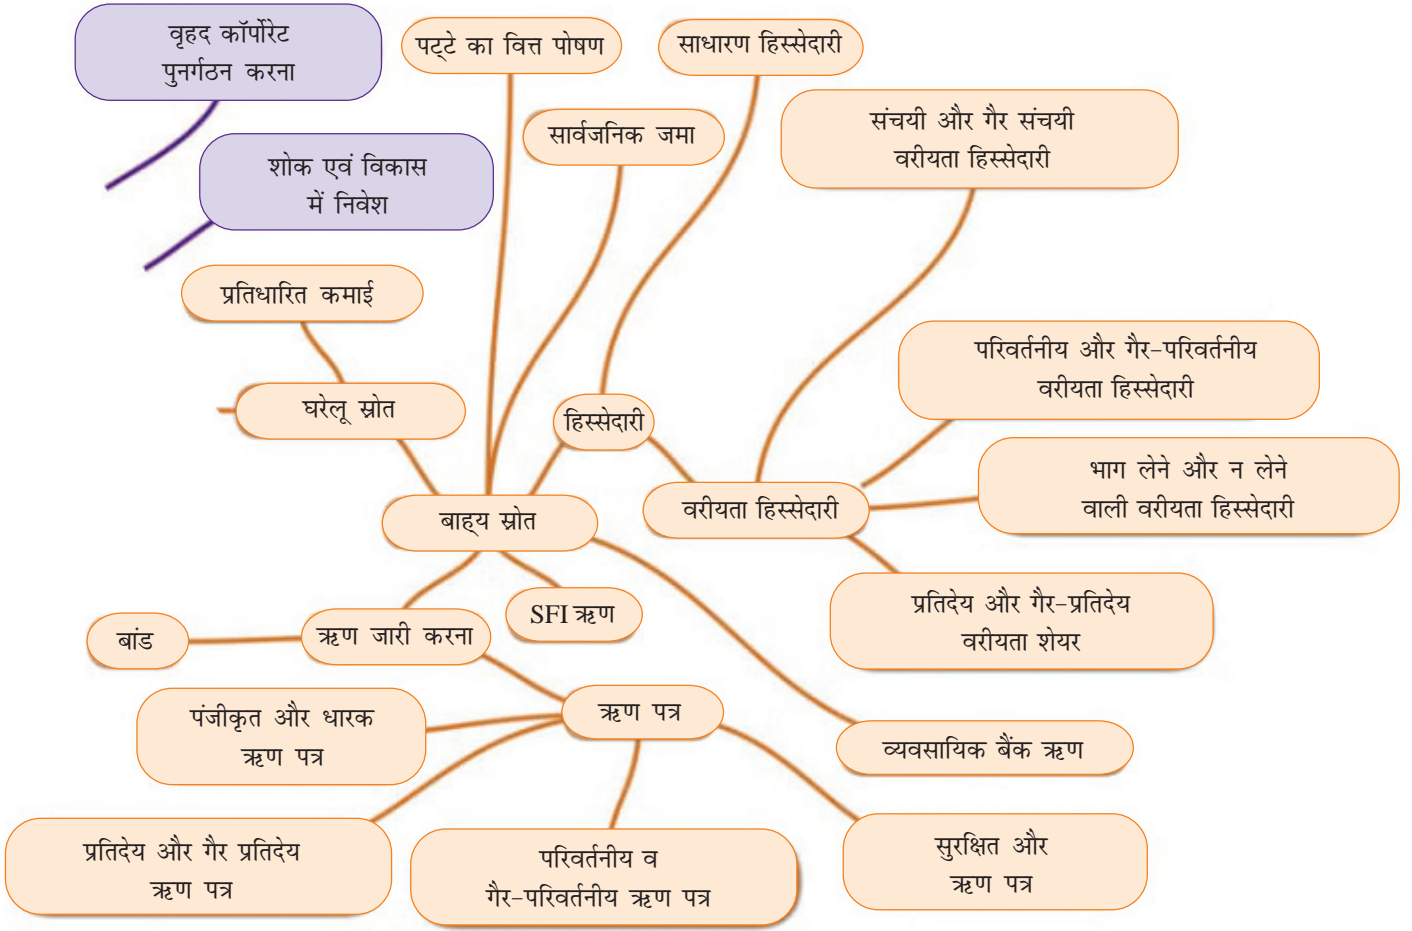 वृहद कॉर्पोरेट
पुनर्गठन करना
पट्टे का वित्त पोषण
साधारण हिस्सेदारी
सार्वजनिक जमा
संचयी और गैर संचयी
वरीयता हिस्सेदारी
शोक एवं विकास
में निवेश
प्रतिधारित कमाई
परिवर्तनीय और गैर-परिवर्तनीय
वरीयता हिस्सेदारी
घरेलू स्रोत
हिस्सेदारी
भाग लेने और न लेने
वाली वरीयता हिस्सेदारी
वरीयता हिस्सेदारी
बाह्य स्रोत
प्रतिदेय और गैर-प्रतिदेय
वरीयता शेयर
SFI ऋण
ऋण जारी करना
बांड
पंजीकृत और धारक
ऋण पत्र
ऋण पत्र
व्यवसायिक बैंक ऋण
प्रतिदेय और गैर प्रतिदेय
ऋण पत्र
परिवर्तनीय व
गैर-परिवर्तनीय ऋण पत्र
सुरक्षित और
ऋण पत्र